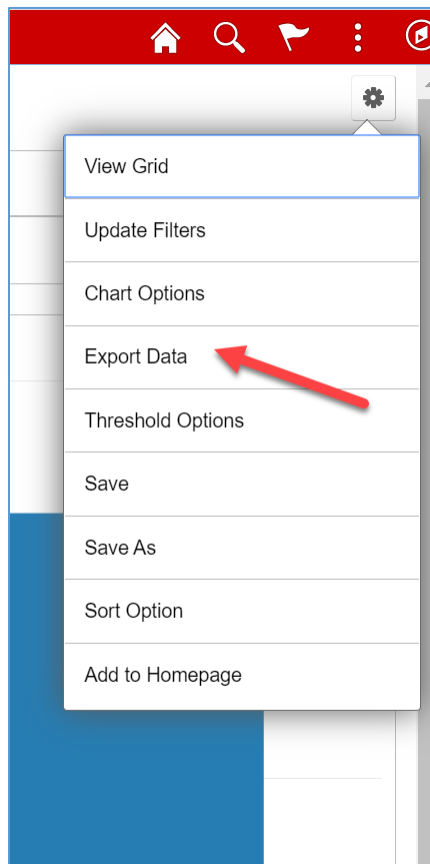 View Grid
Update Filters
Chart Options
Export Data
Threshold Options
Save
Save As
Sort Option
Add to Homepage